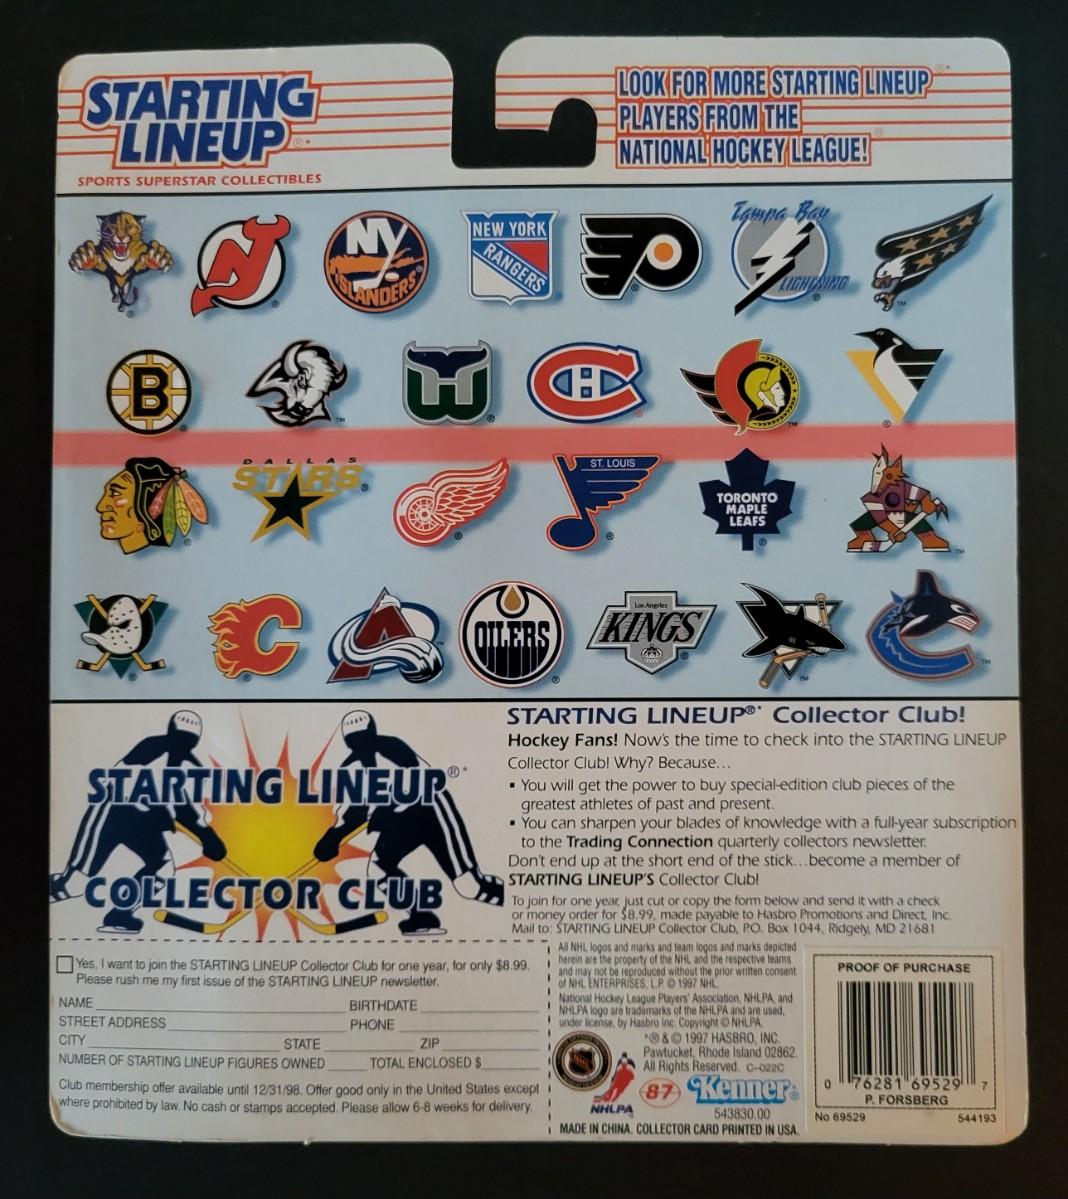 STARTING
LINEUP®*
SPORTS SUPERSTAR COLLECTIBLES
LOOK FOR MORE STARTING LINEUP®*
PLAYERS FROM THE
NATIONAL HOCKEY LEAGUE!®
NY
ISLANDERS
NEW YORK
RANGERS
Tampa Bay
LIGHTNING
B
DALLAS
STARS
ST. LOUIS
TORONTO
MAPLE
LEAFS
OILERS
Los Angeles
KINGS
STARTING LINEUP®*
COLLECTOR CLUB
STARTING LINEUP®* Collector Club!
Hockey Fans! Now's the time to check into the STARTING LINEUP
Collector Club! Why? Because...
▪ You will get the power to buy special-edition club pieces of the
greatest athletes of past and present.
▪ You can sharpen your blades of knowledge with a full-year subscription
to the Trading Connection quarterly collectors newsletter.
Don't end up at the short end of the stick...become a member of
STARTING LINEUP'S Collector Club!
To join for one year, just cut or copy the form below and send it with a check
or money order for $8.99, made payable to Hasbro Promotions and Direct, Inc.
Mail to: STARTING LINEUP Collector Club, P.O. Box 1044, Ridgely, MD 21681
Yes, I want to join the STARTING LINEUP Collector Club for one year, for only $8.99.
Please rush me my first issue of the STARTING LINEUP newsletter.
NAME BIRTHDATE
STREET ADDRESS PHONE
CITY STATE ZIP
NUMBER OF STARTING LINEUP FIGURES OWNED TOTAL ENCLOSED $
Club membership offer available until 12/31/98. Offer good only in the United States except
where prohibited by law. No cash or stamps accepted. Please allow 6-8 weeks for delivery.
All NHL logos and marks and team logos and marks depicted
herein are the property of the NHL and the respective teams
and may not be reproduced without the prior written consent
of NHL ENTERPRISES, L.P. © 1997 NHL.
National Hockey League Players' Association, NHLPA, and
NHLPA logo are trademarks of the NHLPA and are used,
under license, by Hasbro Inc. Copyright © NHLPA.
*® & © 1997 HASBRO, INC.
Pawtucket, Rhode Island 02862.
All Rights Reserved. C-022C
NHL
NHLPA
87
Kenner®
543830.00
MADE IN CHINA. COLLECTOR CARD PRINTED IN USA.
PROOF OF PURCHASE
0 76281 69529 7
P. FORSBERG
No 69529 544193